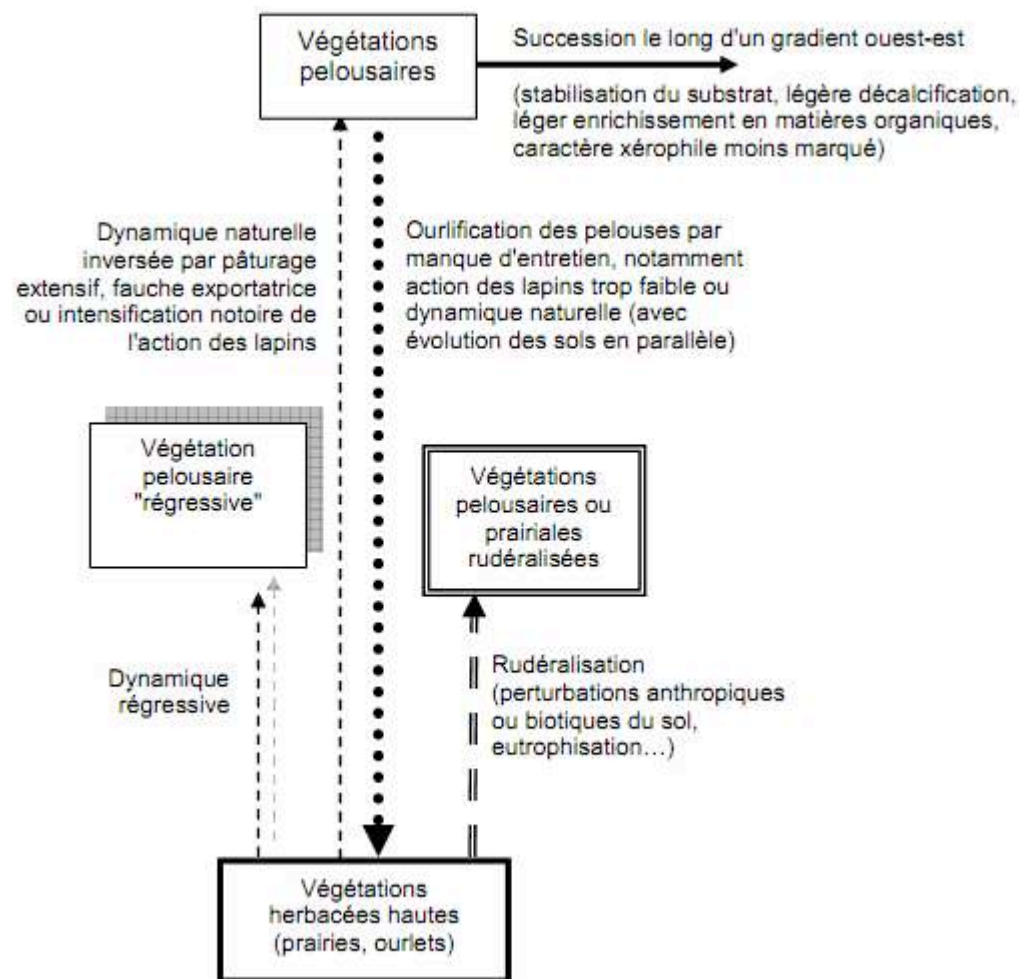 Végétations
pelousaires
Succession le long d'un gradient ouest-est
(stabilisation du substrat, légère décalcification,
léger enrichissement en matières organiques,
caractère xérophile moins marqué)
Dynamique naturelle
inversée par pâturage
extensif, fauche exportatrice
ou intensification notoire de
l'action des lapins
Ourlification des pelouses par
manque d'entretien, notamment
action des lapins trop faible ou
dynamique naturelle (avec
évolution des sols en parallèle)
Végétation
pelousaire
"régressive"
Végétations
pelousaires ou
prairiales
rudéralisées
Dynamique
régressive
Rudéralisation
(perturbations anthropiques
ou biotiques du sol,
eutrophisation…)
Végétations
herbacées hautes
(prairies, ourlets)